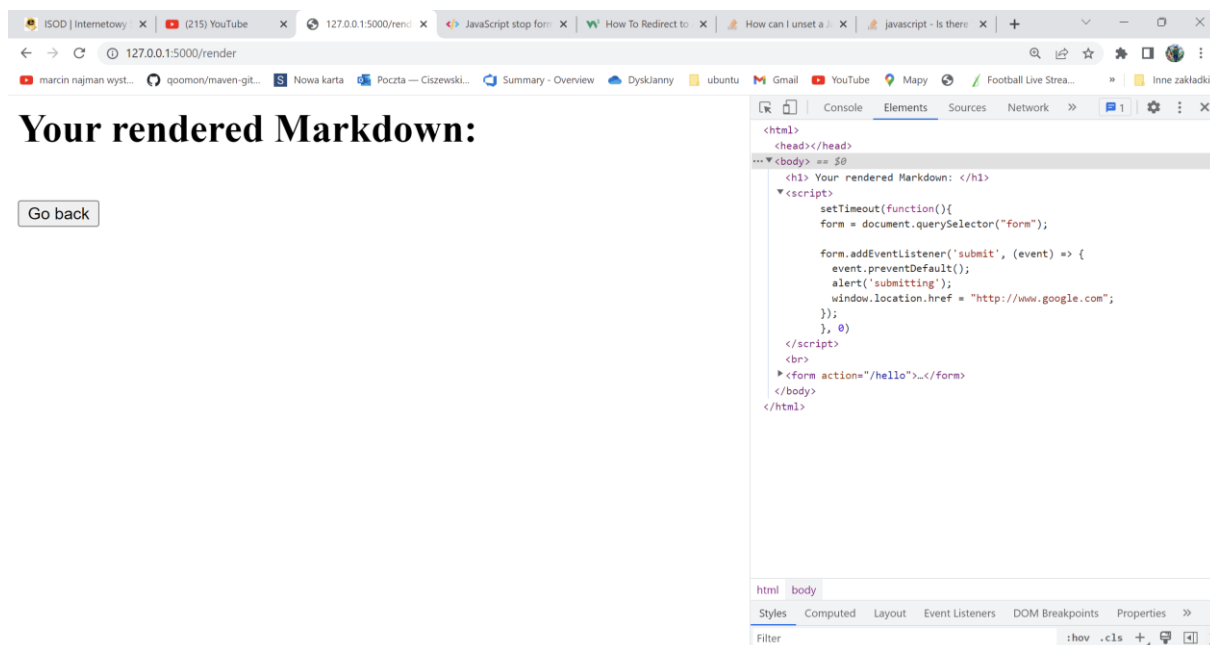 ISOD | Internetowy S
(215) YouTube
127.0.0.1:5000/rend
JavaScript stop form
How To Redirect to
How can I unset a Ja
javascript - Is there
127.0.0.1:5000/render
marcin najman wyst... qoomon/maven-git... Nowa karta Poczta — Ciszewski... Summary - Overview DyskJanny ubuntu Gmail YouTube Mapy Football Live Strea... » Inne zakładki
Your rendered Markdown:
Go back
Console Elements Sources Network » 1
<html>
<head></head>
<body> == $0
<h1> Your rendered Markdown: </h1>
<script>
setTimeout(function(){
form = document.querySelector("form");
form.addEventListener('submit', (event) => {
event.preventDefault();
alert('submitting');
window.location.href = "http://www.google.com";
});
}, 0)
</script>
<br>
<form action="/hello">…</form>
</body>
</html>
html body
Styles Computed Layout Event Listeners DOM Breakpoints Properties »
Filter :hov .cls +